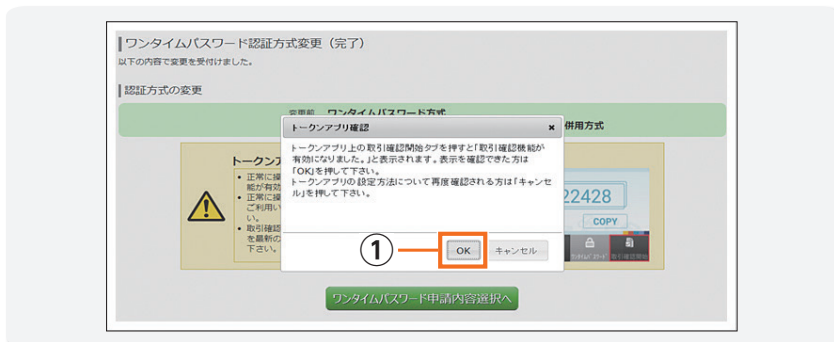 ワンタイムパスワード認証方式変更（完了）
以下の内容で変更を受付けました。
認証方式の変更
変更前 ワンタイムパスワード方式
併用方式
トークンアプリ確認
トークンアプリ上の取引確認開始タブを押すと「取引確認機能が
有効になりました。」と表示されます。表示を確認できた方は
「OK」を押して下さい。
トークンアプリの設定方法について再度確認される方は「キャンセ
ル」を押して下さい。
① OK キャンセル
トークン
• 正常に操
能が有効
• 正常に操
ご利用い
い。
• 取引確認
を最新の
下さい。
22428
COPY
取引確認開始
ワンタイムパスワード申請内容選択へ